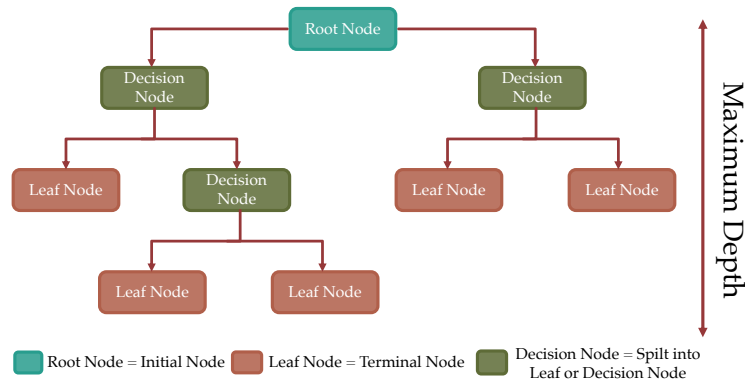 Root Node
Decision
Node
Decision
Node
Leaf Node
Decision
Node
Leaf Node
Leaf Node
Leaf Node
Leaf Node
Maximum Depth
Root Node = Initial Node
Leaf Node = Terminal Node
Decision Node = Spilt into
Leaf or Decision Node